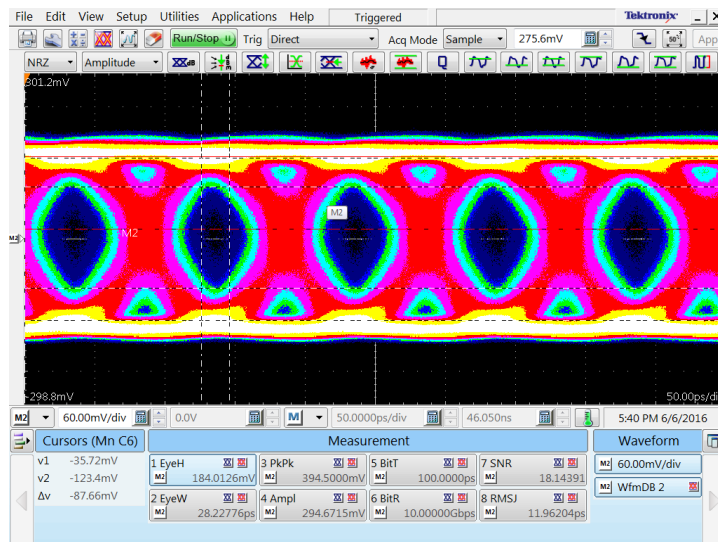 File Edit View Setup Utilities Applications Help Triggered Tektronix
Run/Stop Trig Direct Acq Mode Sample 275.6mV 50% App
NRZ Amplitude dB Q
301.2mV
M2
M2 M2
-298.8mV 50.00ps/di
M2 60.00mV/div 0.0V M 50.0000ps/div 46.050ns 5:40 PM 6/6/2016
Cursors (Mn C6) Measurement Waveform
v1 -35.72mV 1 EyeH 3 PkPk 5 BitT 7 SNR M2 60.00mV/div
v2 -123.4mV M2 184.0126mV M2 394.5000mV M2 100.0000ps M2 18.14391
Δv -87.66mV 2 EyeW 4 Ampl 6 BitR 8 RMSJ M2 WfmDB 2
M2 28.22776ps M2 294.6715mV M2 10.00000Gbps M2 11.96204ps